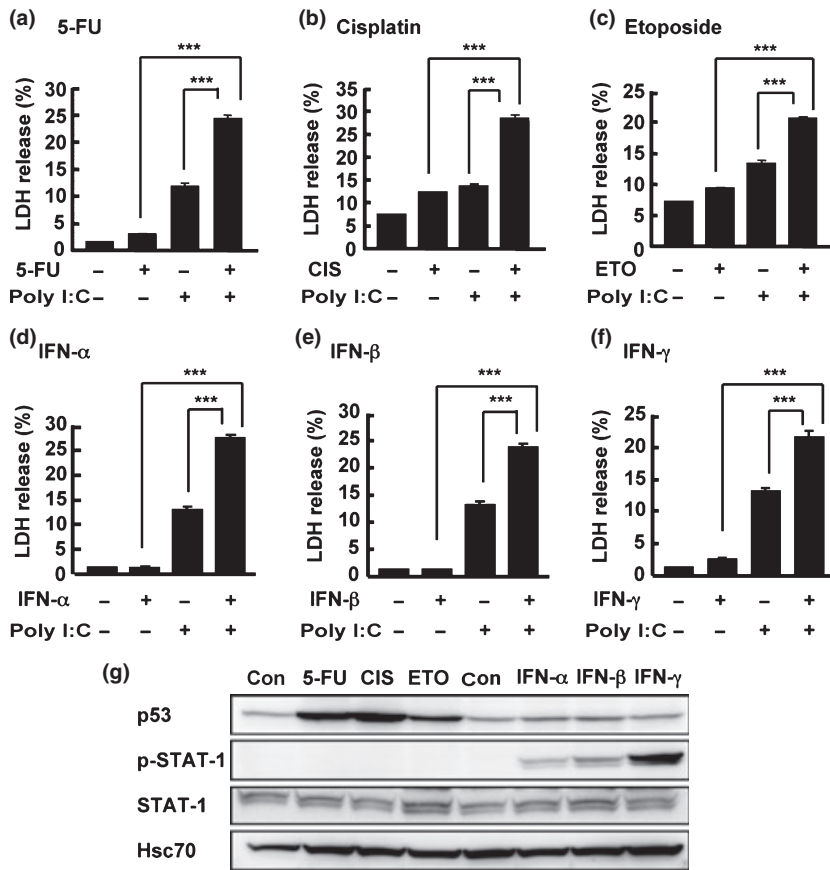 (a) 5-FU
***
***
LDH release (%)
30
25
20
15
10
5
0
5-FU – + – +
Poly I:C – – + +
(b) Cisplatin
***
***
LDH release (%)
35
30
25
20
15
10
5
0
CIS – + – +
– – + +
(c) Etoposide
***
***
LDH release (%)
25
20
15
10
5
0
ETO – + – +
Poly I:C – – + +
(d) IFN-α
***
***
LDH release (%)
30
25
20
15
10
5
0
IFN-α – + – +
Poly I:C – – + +
(e) IFN-β
***
***
LDH release (%)
30
25
20
15
10
5
0
IFN-β – + – +
– – + +
(f) IFN-γ
***
***
LDH release (%)
25
20
15
10
5
0
IFN-γ – + – +
Poly I:C – – + +
(g)
Con 5-FU CIS ETO Con IFN-α IFN-β IFN-γ
p53
p-STAT-1
STAT-1
Hsc70